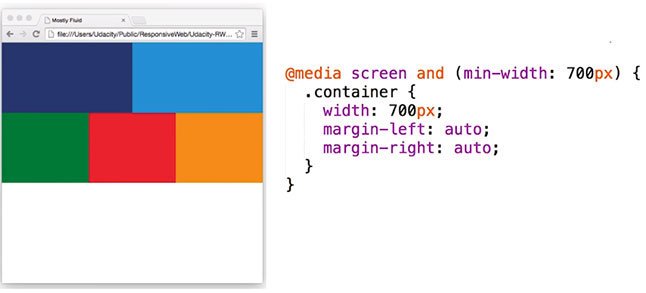 Mostly Fluid
file:///Users/Udacity/Public/ResponsiveWeb/Udacity-RW...
@media screen and (min-width: 700px) {
.container {
width: 700px;
margin-left: auto;
margin-right: auto;
}
}